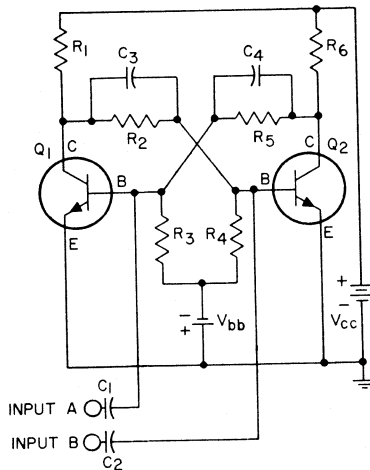 R1
C3
C4
R6
R2
R5
Q1
C
C
Q2
B
B
E
R3
R4
E
−
+
Vbb
+
−
Vcc
C1
INPUT A
INPUT B
C2